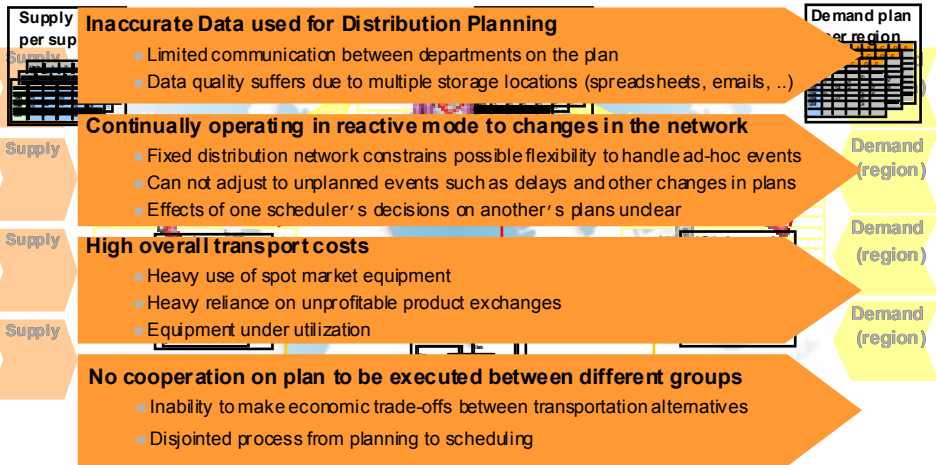 Supply
per sup
Demand plan
er region
Inaccurate Data used for Distribution Planning
Limited communication between departments on the plan
Data quality suffers due to multiple storage locations (spreadsheets, emails, ..)
Supply
Continually operating in reactive mode to changes in the network
Fixed distribution network constrains possible flexibility to handle ad-hoc events
Can not adjust to unplanned events such as delays and other changes in plans
Effects of one scheduler's decisions on another's plans unclear
Supply
Demand
(region)
High overall transport costs
Heavy use of spot market equipment
Heavy reliance on unprofitable product exchanges
Equipment under utilization
Supply
Demand
(region)
Supply
Demand
(region)
No cooperation on plan to be executed between different groups
Inability to make economic trade-offs between transportation alternatives
Disjointed process from planning to scheduling